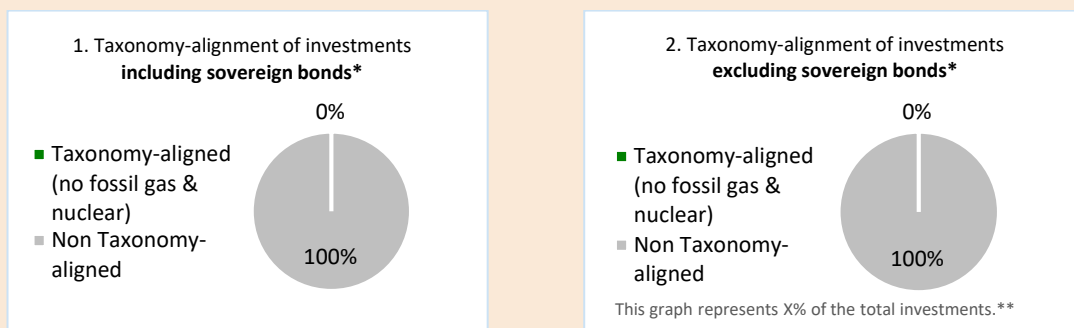 1. Taxonomy-alignment of investments
including sovereign bonds*
0%
Taxonomy-aligned
(no fossil gas &
nuclear)
Non Taxonomy-
aligned
100%
2. Taxonomy-alignment of investments
excluding sovereign bonds*
0%
Taxonomy-aligned
(no fossil gas &
nuclear)
Non Taxonomy-
aligned
100%
This graph represents X% of the total investments.**